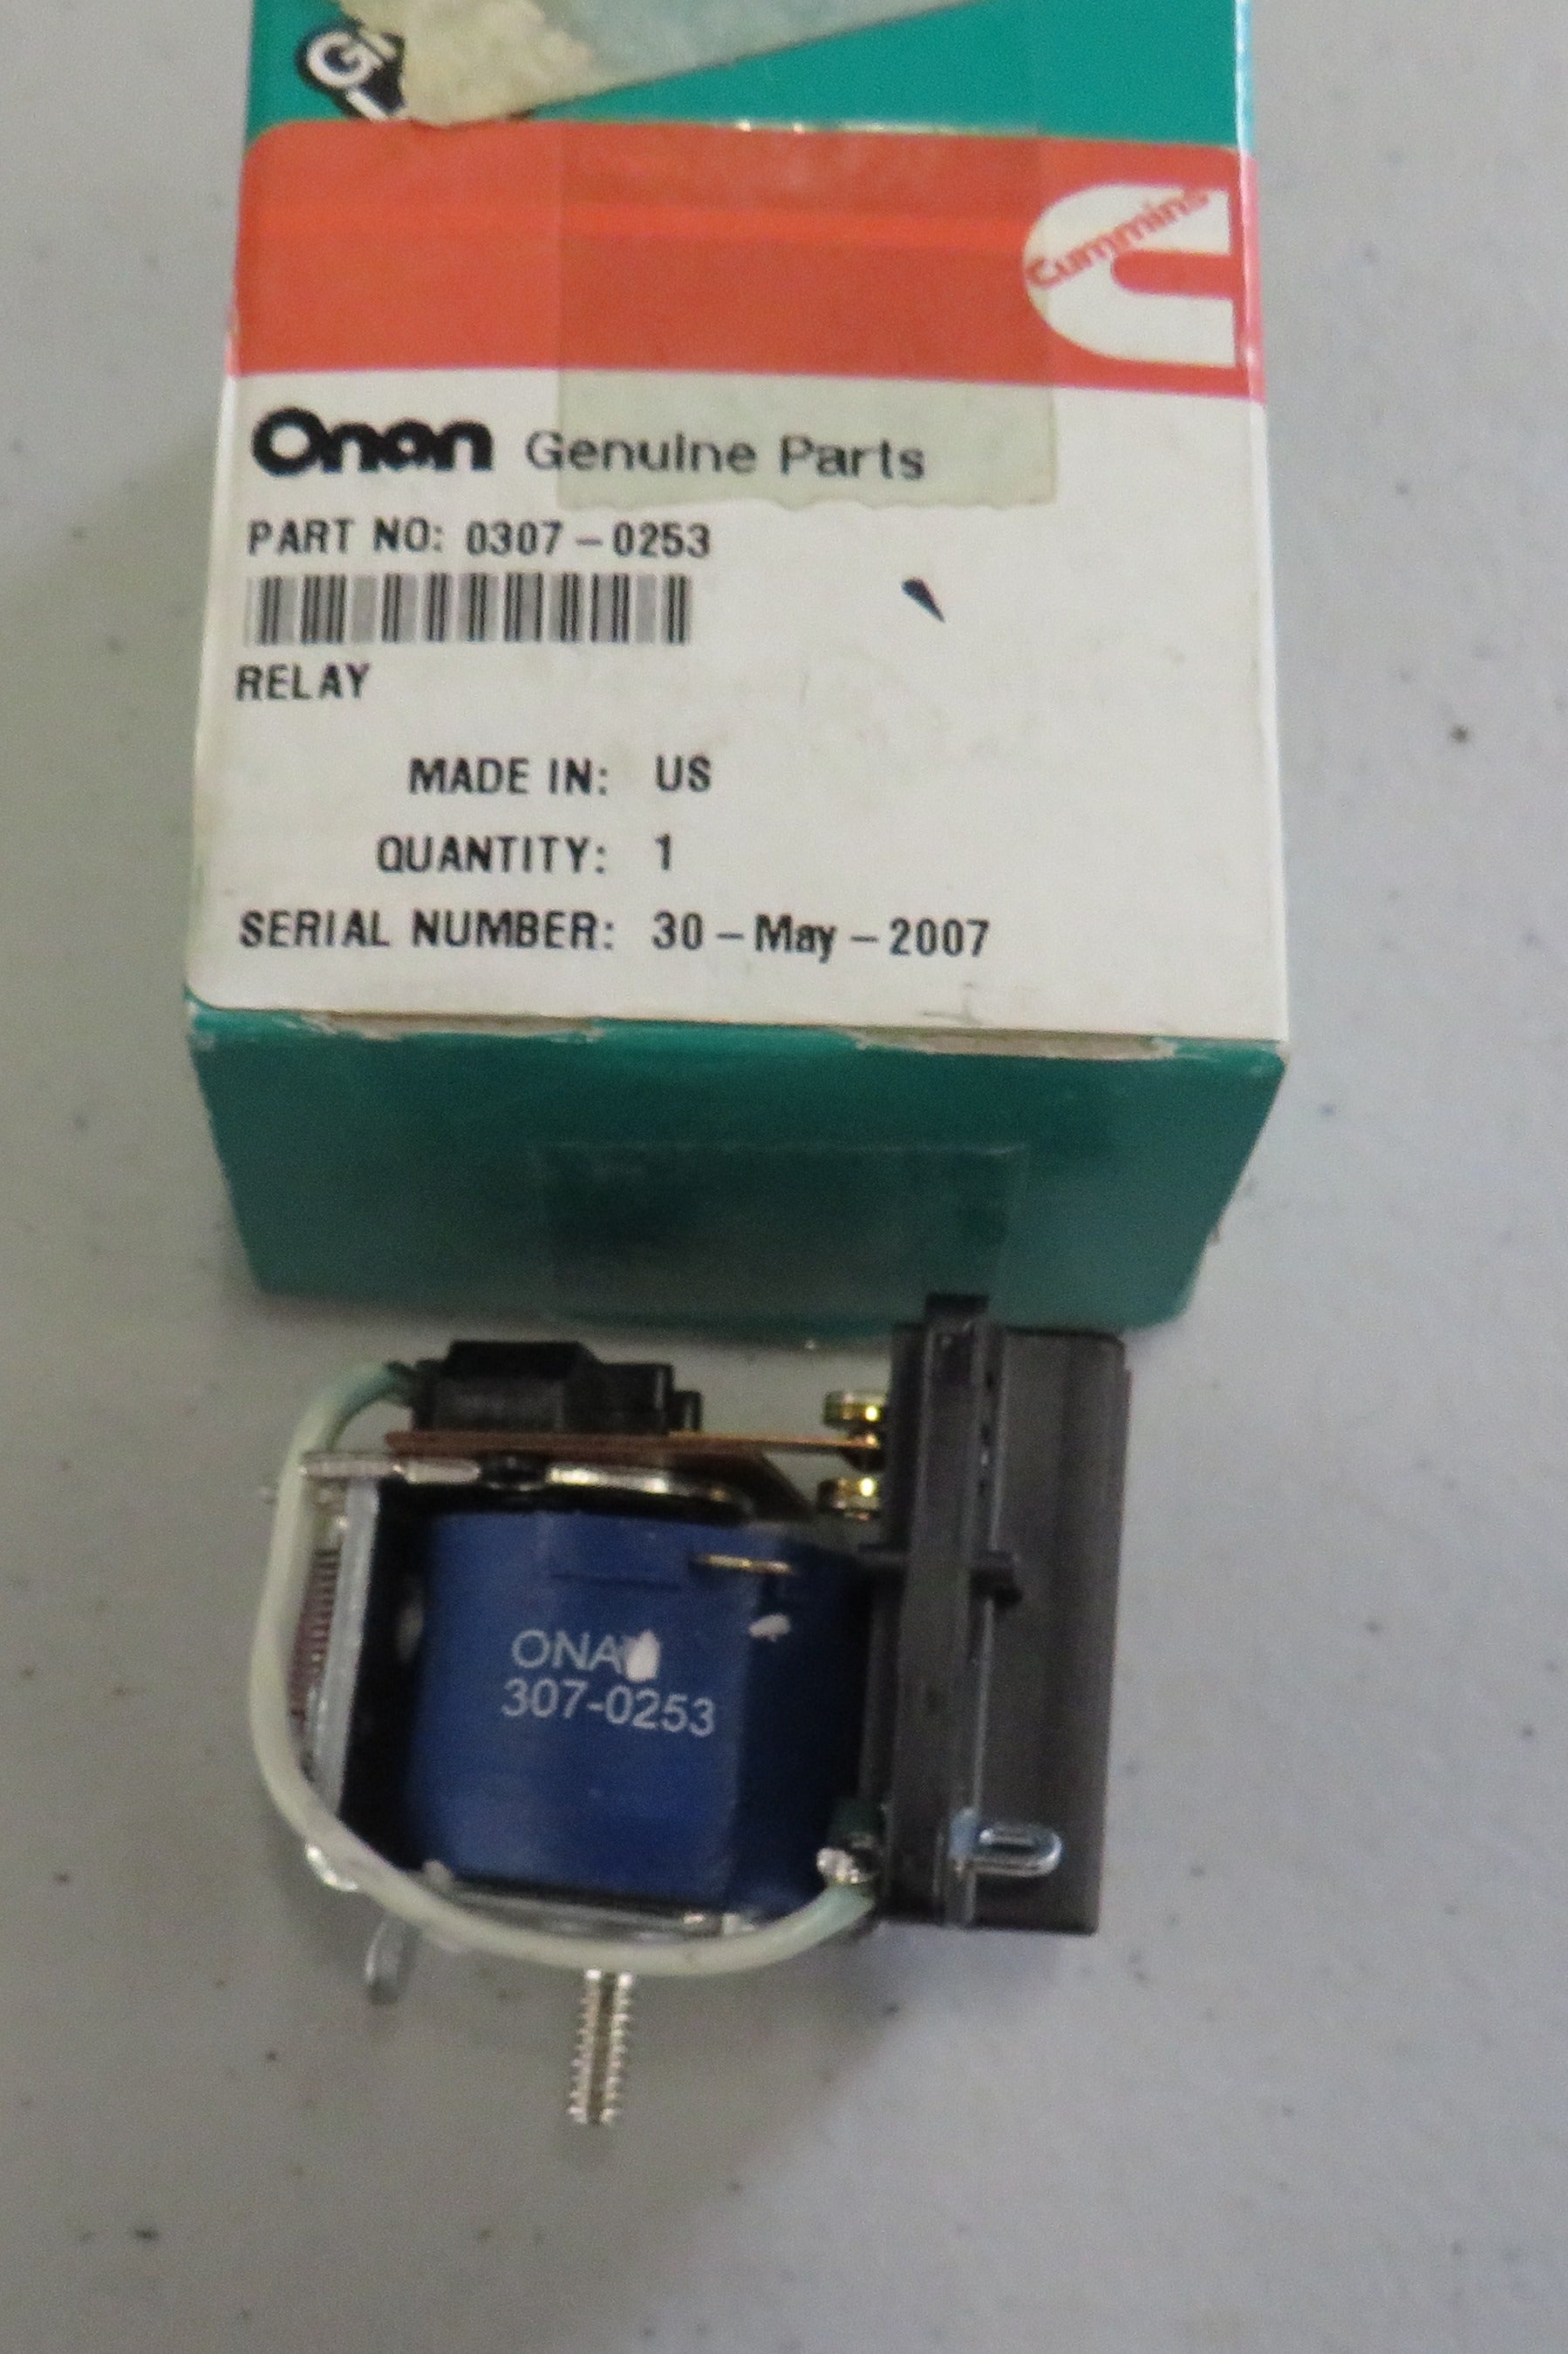 Cummins
Onan Genuine Parts
PART NO: 0307-0253
RELAY
MADE IN: US
QUANTITY: 1
SERIAL NUMBER: 30-May-2007
ONAN
307-0253